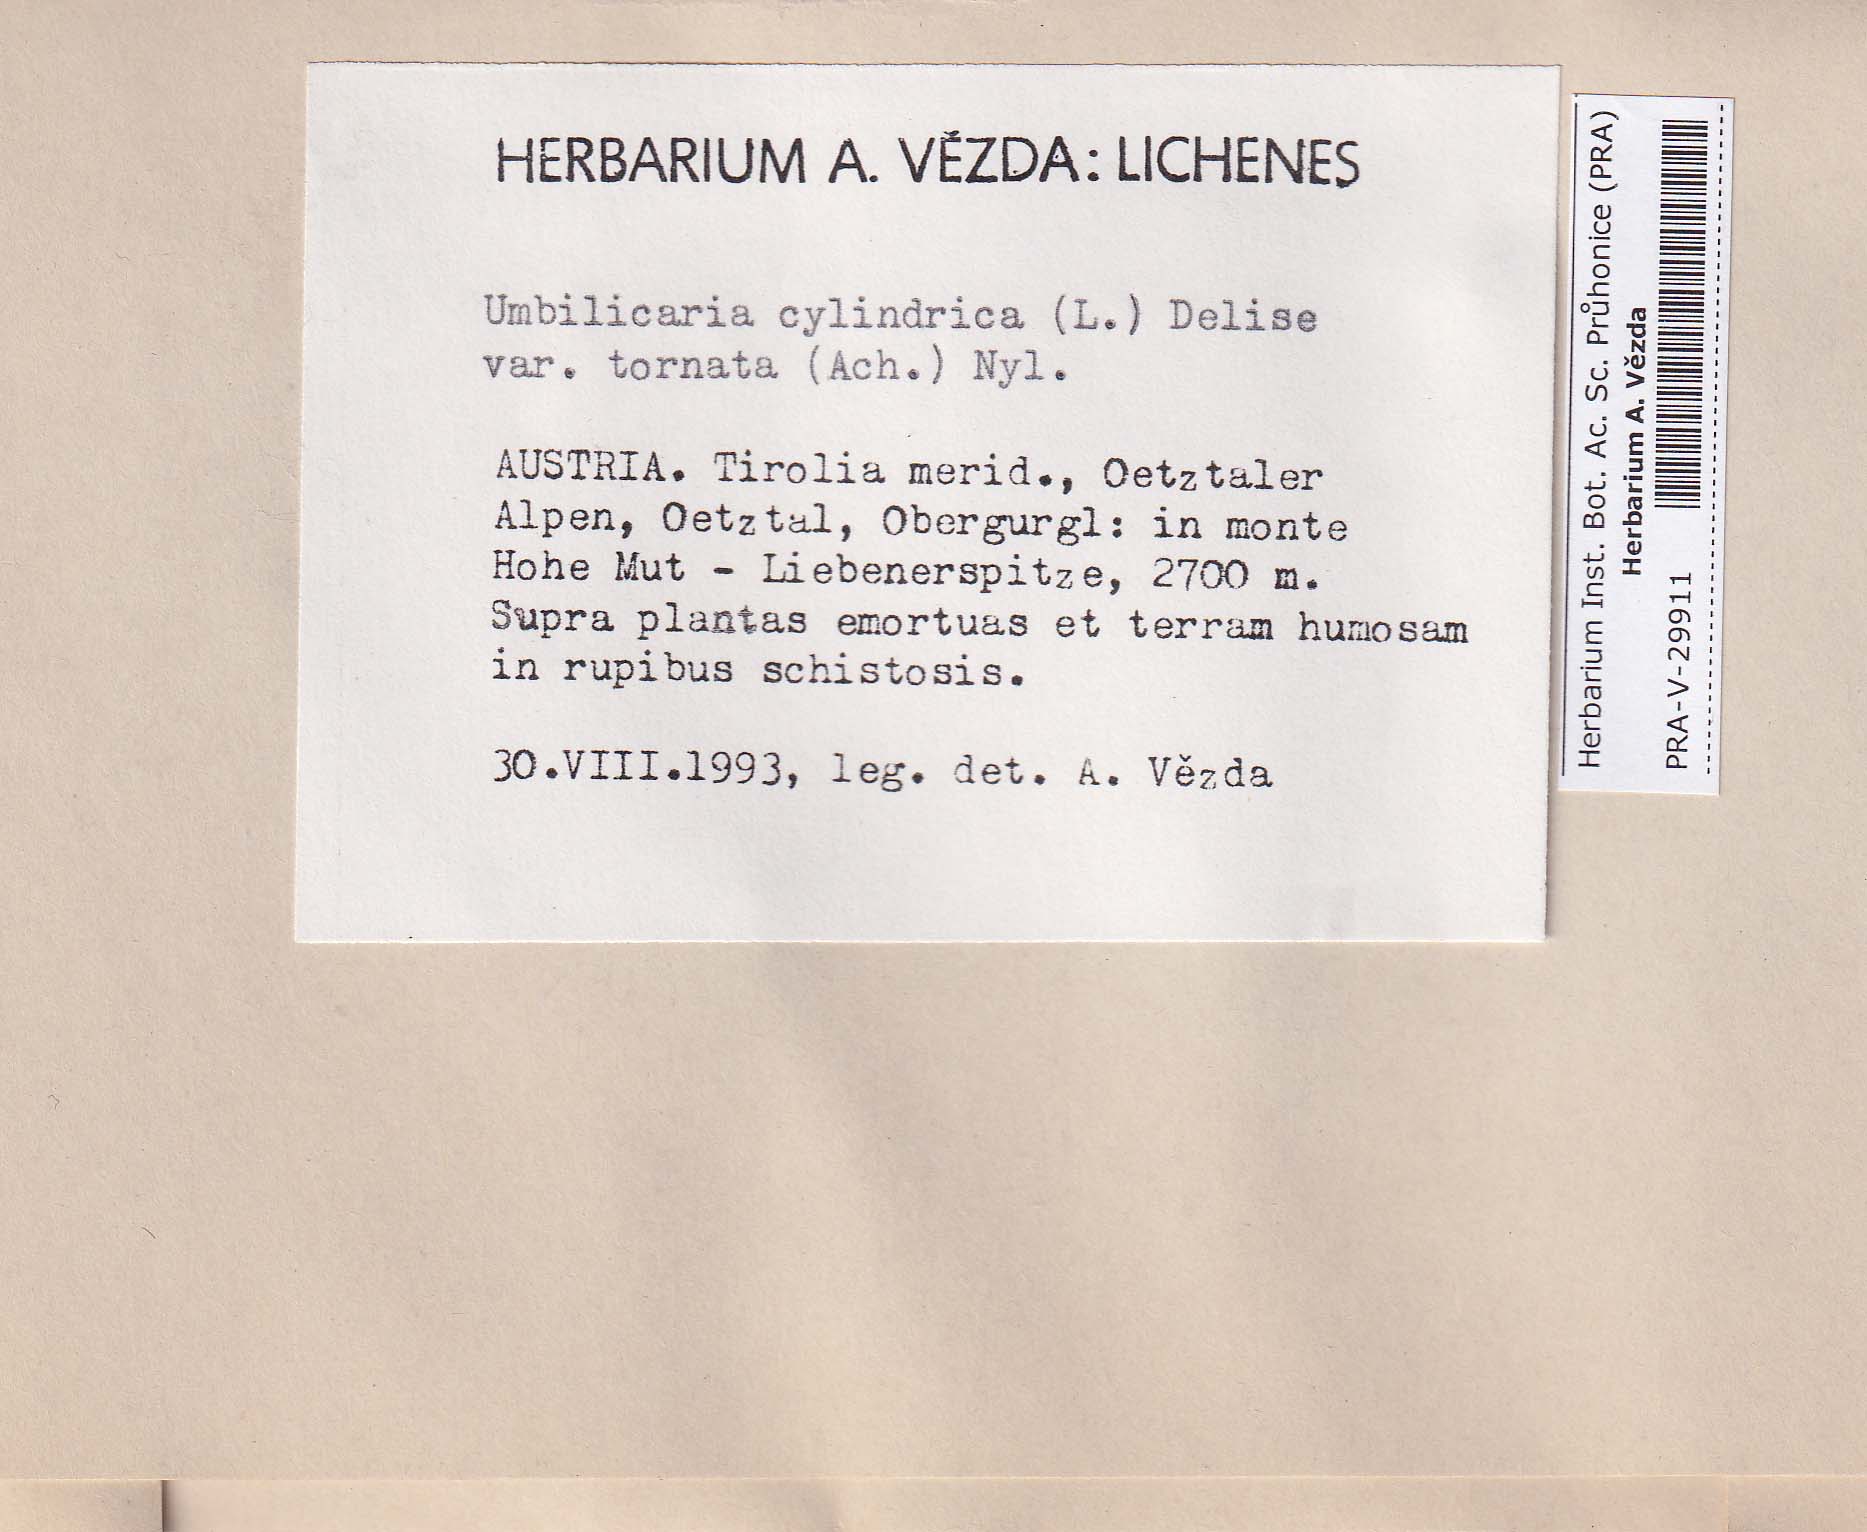 HERBARIUM A. VĚZDA: LICHENES
Umbilicaria cylindrica (L.) Delise
var. tornata (Ach.) Nyl.
AUSTRIA. Tirolia merid., Oetztaler
Alpen, Oetztal, Obergurgl: in monte
Hohe Mut - Liebenerspitze, 2700 m.
Supra plantas emortuas et terram humosam
in rupibus schistosis.
30.VIII.1993, leg. det. A. Vězda
Herbarium Inst. Bot. Ac. Sc. Průhonice (PRA)
Herbarium A. Vězda
PRA-V-29911